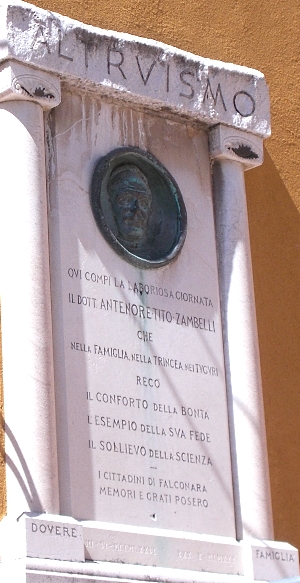 ALTRVISMO
QVI COMPÌ LA LABORIOSA GIORNATA
IL DOTT. ANTENORE TITO ZAMBELLI
CHE
NELLA FAMIGLIA, NELLA TRINCEA, NEI TVGVRI
RECÒ
IL CONFORTO DELLA BONTÀ
L'ESEMPIO DELLA SVA FEDE
IL SOLLIEVO DELLA SCIENZA
I CITTADINI DI FALCONARA
MEMORI E GRATI POSERO
DOVERE
FAMIGLIA